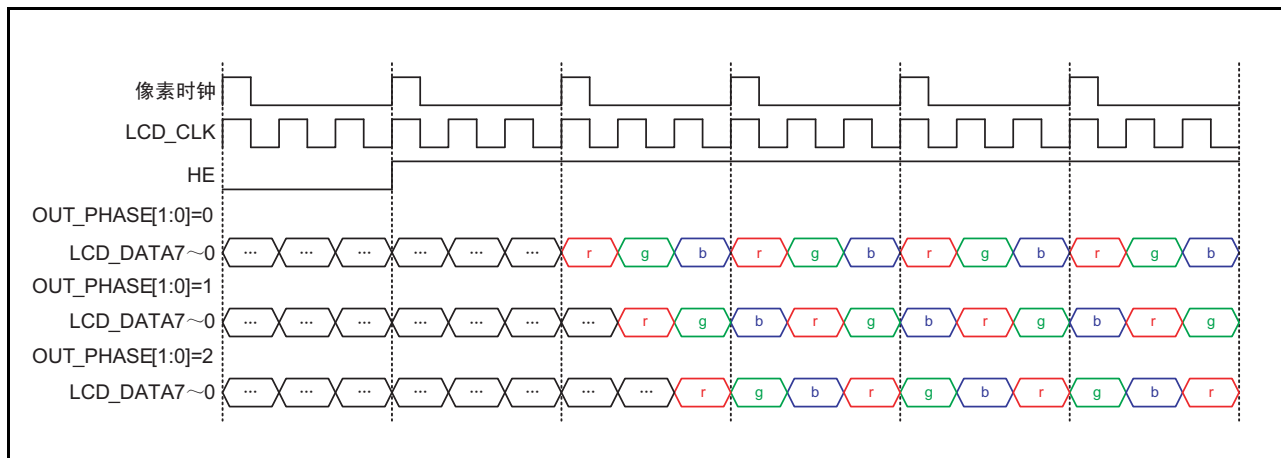 像素时钟
LCD_CLK
HE
OUT_PHASE[1:0]=0
LCD_DATA7～0 ... ... ... ... ... ... r g b r g b r g b r g b
OUT_PHASE[1:0]=1
LCD_DATA7～0 ... ... ... ... ... ... ... r g b r g b r g b r g
OUT_PHASE[1:0]=2
LCD_DATA7～0 ... ... ... ... ... ... ... ... r g b r g b r g b r